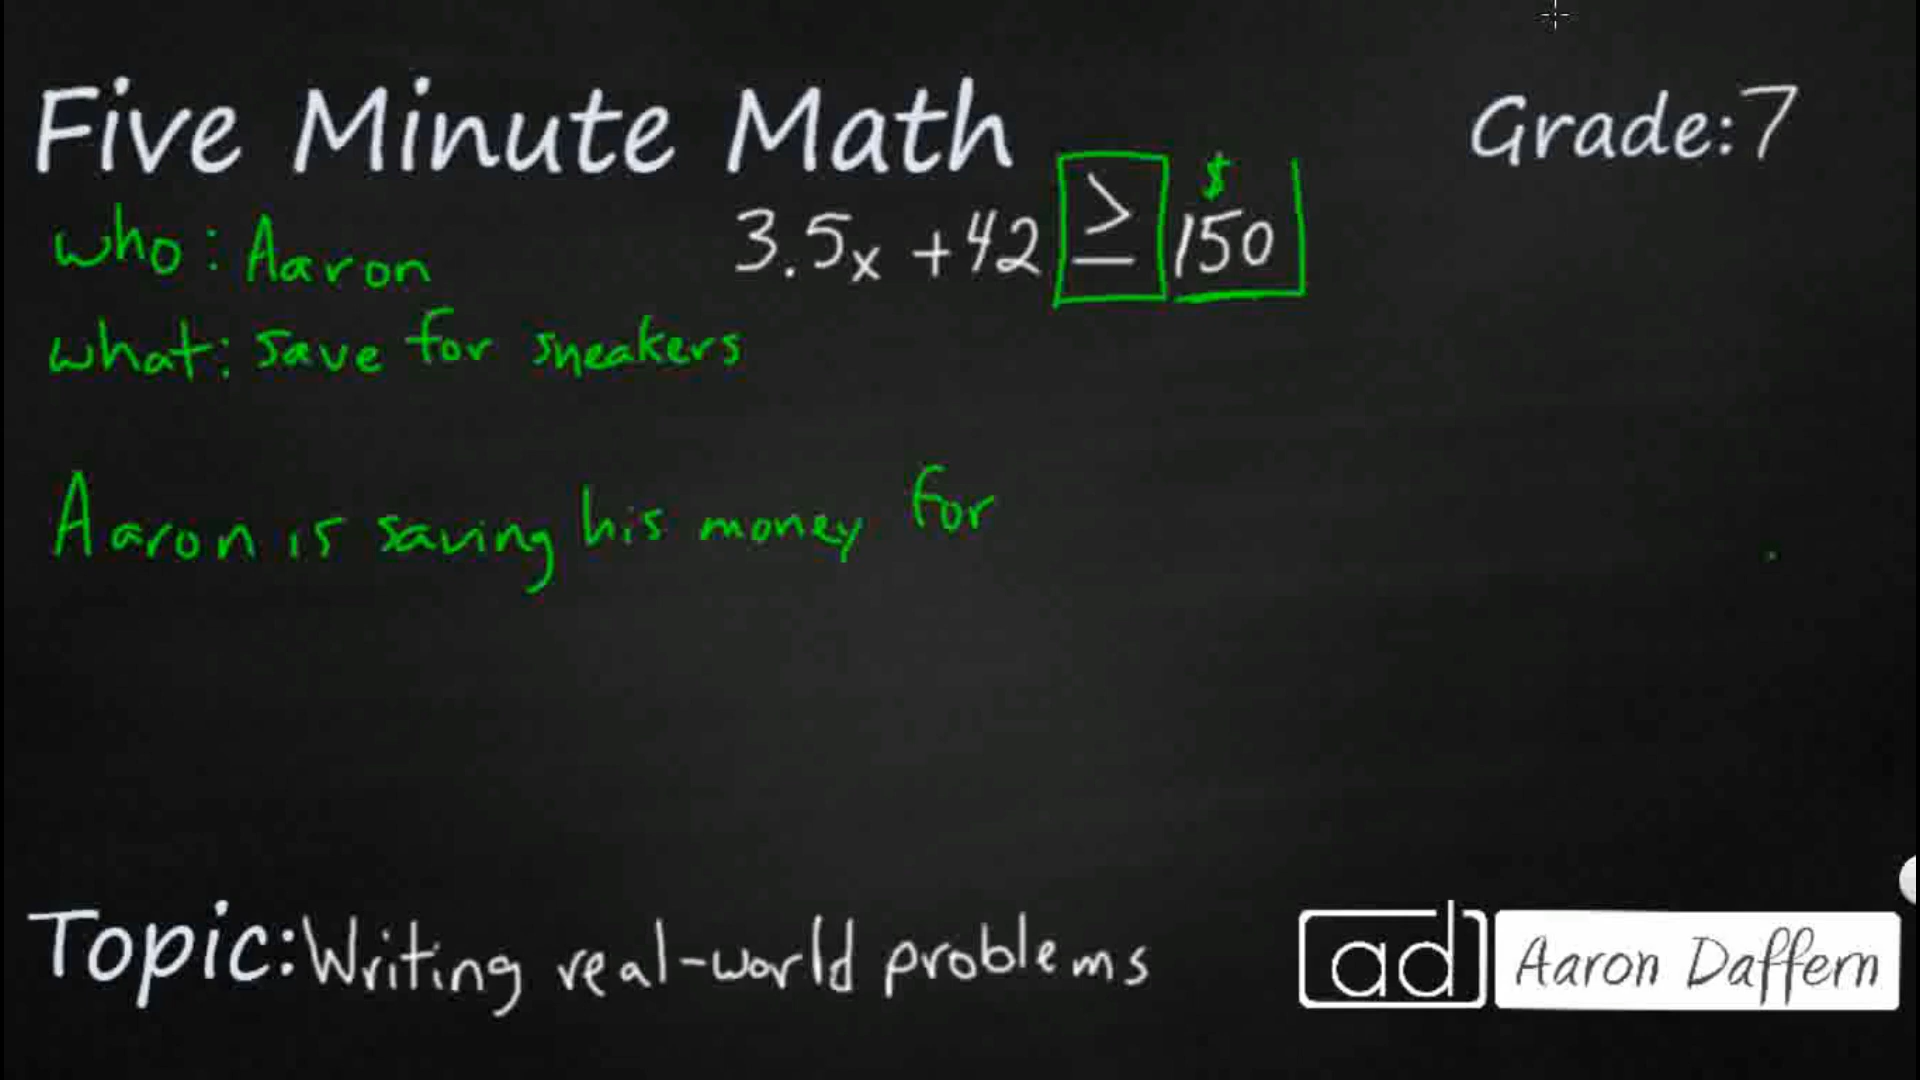 Five Minute Math
Grade: 7
who: Aaron
3.5x + 42 ≥ $150
what: save for sneakers
Aaron is saving his money for
Topic: Writing real-world problems
ad Aaron Daffern